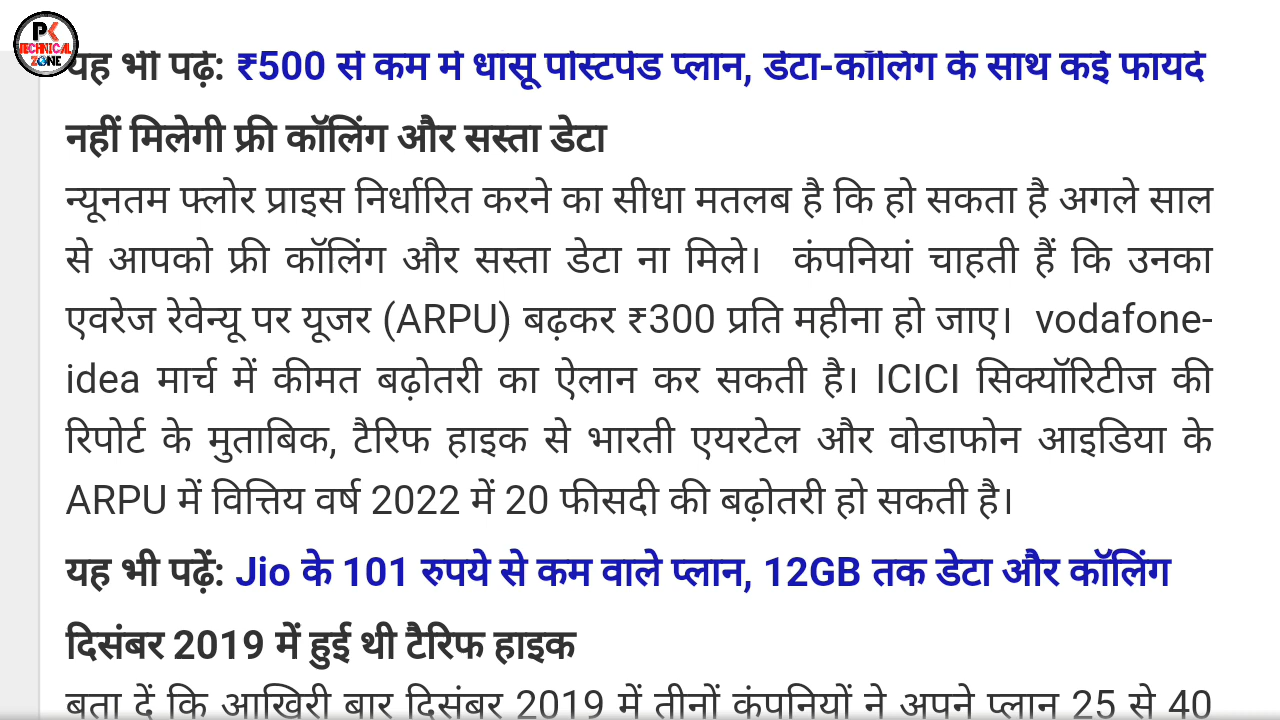 PK
TECHNICAL
ZONE
यह भी पढ़ें: ₹500 से कम में धांसू पोस्टपेड प्लान, डेटा-कॉलिंग के साथ कई फायदे
नहीं मिलेगी फ्री कॉलिंग और सस्ता डेटा
न्यूनतम फ्लोर प्राइस निर्धारित करने का सीधा मतलब है कि हो सकता है अगले साल
से आपको फ्री कॉलिंग और सस्ता डेटा ना मिले। कंपनियां चाहती हैं कि उनका
एवरेज रेवेन्यू पर यूजर (ARPU) बढ़कर ₹300 प्रति महीना हो जाए। vodafone-
idea मार्च में कीमत बढ़ोतरी का ऐलान कर सकती है। ICICI सिक्यॉरिटीज की
रिपोर्ट के मुताबिक, टैरिफ हाइक से भारती एयरटेल और वोडाफोन आइडिया के
ARPU में वित्तिय वर्ष 2022 में 20 फीसदी की बढ़ोतरी हो सकती है।
यह भी पढ़ें: Jio के 101 रुपये से कम वाले प्लान, 12GB तक डेटा और कॉलिंग
दिसंबर 2019 में हुई थी टैरिफ हाइक
बता दें कि आखिरी बार दिसंबर 2019 में तीनों कंपनियों ने अपने प्लान 25 से 40